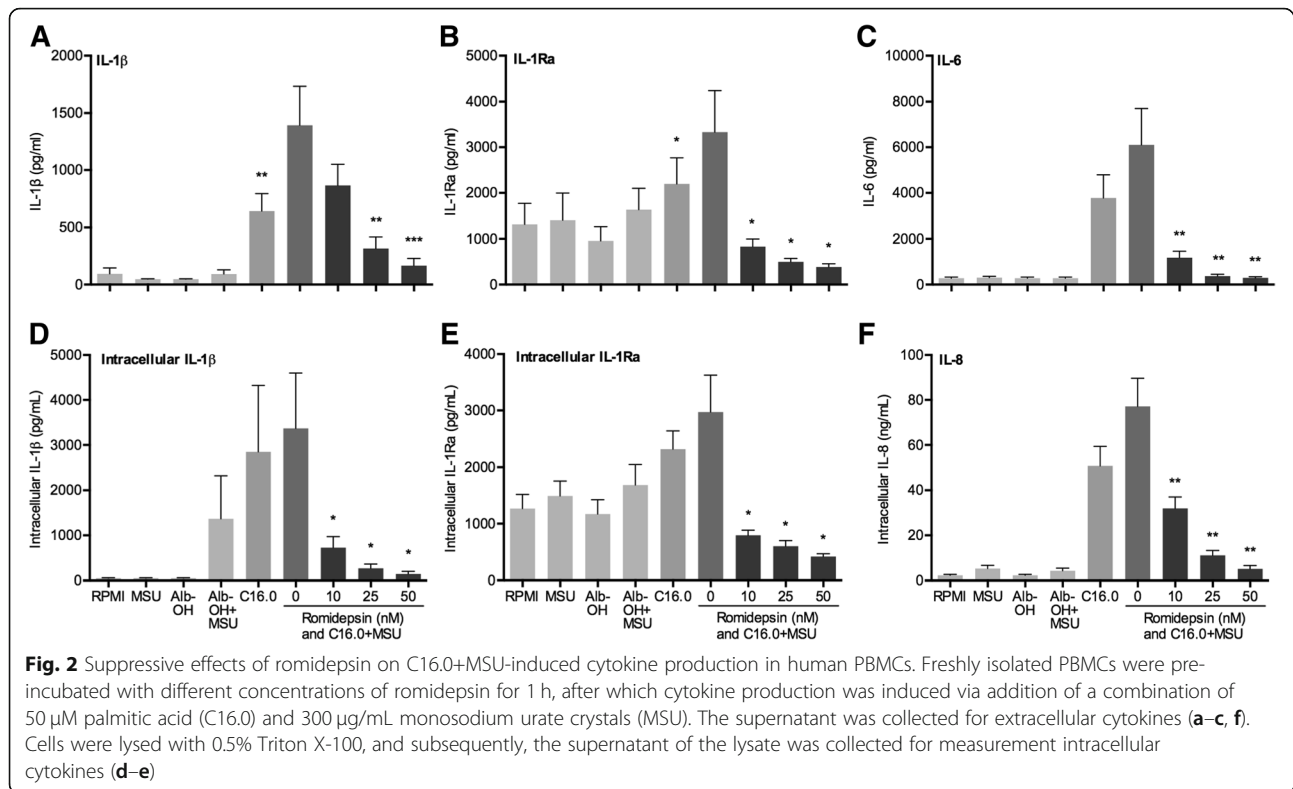 A
IL-1β
IL-1β (pg/ml)
2000
1500
1000
500
0
**
**
***
B
IL-1Ra
IL-1Ra (pg/ml)
5000
4000
3000
2000
1000
0
*
*
*
*
C
IL-6
IL-6 (pg/ml)
10000
8000
6000
4000
2000
0
**
**
**
D
Intracellular IL-1β
Intracellular IL-1β (pg/mL)
5000
4000
3000
2000
1000
0
*
*
*
RPMI MSU Alb-OH Alb-OH+MSU C16.0 0 10 25 50
Romidepsin (nM)
and C16.0+MSU
E
Intracellular IL-1Ra
Intracellular IL-1Ra (pg/mL)
4000
3000
2000
1000
0
*
*
*
RPMI MSU Alb-OH Alb-OH+MSU C16.0 0 10 25 50
Romidepsin (nM)
and C16.0+MSU
F
IL-8
Intracellular IL-8 (ng/mL)
100
80
60
40
20
0
**
**
**
RPMI MSU Alb-OH Alb-OH+MSU C16.0 0 10 25 50
Romidepsin (nM)
and C16.0+MSU
Fig. 2 Suppressive effects of romidepsin on C16.0+MSU-induced cytokine production in human PBMCs. Freshly isolated PBMCs were pre-
incubated with different concentrations of romidepsin for 1 h, after which cytokine production was induced via addition of a combination of
50 μM palmitic acid (C16.0) and 300 μg/mL monosodium urate crystals (MSU). The supernatant was collected for extracellular cytokines (a–c, f).
Cells were lysed with 0.5% Triton X-100, and subsequently, the supernatant of the lysate was collected for measurement intracellular
cytokines (d–e)